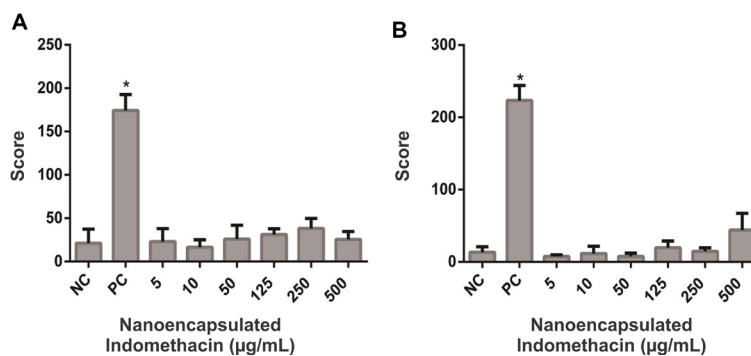 A
250
200
150
100
50
0
Score
*
NC PC 5 10 50 125 250 500
Nanoencapsulated
Indomethacin (µg/mL)
B
300
200
100
0
Score
*
NC PC 5 10 50 125 250 500
Nanoencapsulated
Indomethacin (µg/mL)